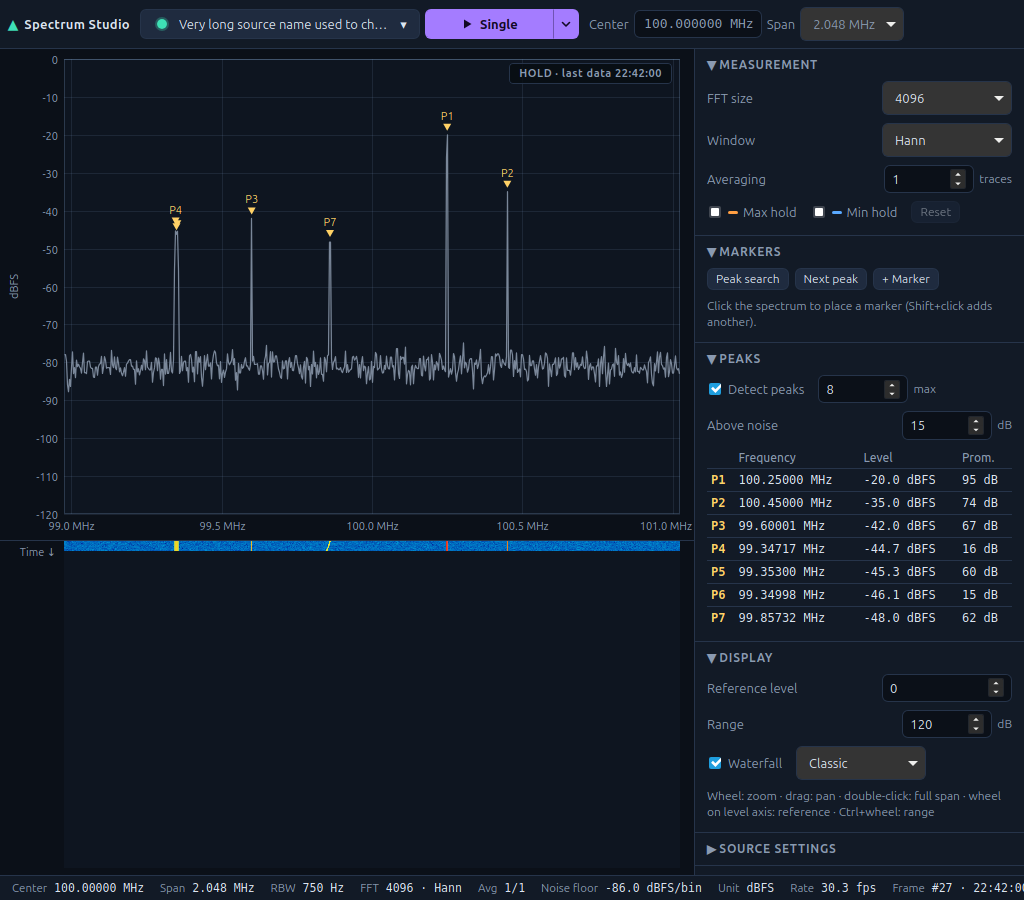 Spectrum Studio
Very long source name used to ch…
Single
Center 100.000000 MHz
Span 2.048 MHz
HOLD · last data 22:42:00
0
-10
-20
-30
-40
-50
-60
-70
-80
-90
-100
-110
-120
dBFS
P4
P3
P7
P1
P2
99.0 MHz
99.5 MHz
100.0 MHz
100.5 MHz
101.0 MHz
Time ↓
MEASUREMENT
FFT size 4096
Window Hann
Averaging 1 traces
Max hold Min hold Reset
MARKERS
Peak search Next peak + Marker
Click the spectrum to place a marker (Shift+click adds
another).
PEAKS
Detect peaks 8 max
Above noise 15 dB
Frequency Level Prom.
P1 100.25000 MHz -20.0 dBFS 95 dB
P2 100.45000 MHz -35.0 dBFS 74 dB
P3 99.60001 MHz -42.0 dBFS 67 dB
P4 99.34717 MHz -44.7 dBFS 16 dB
P5 99.35300 MHz -45.3 dBFS 60 dB
P6 99.34998 MHz -46.1 dBFS 15 dB
P7 99.85732 MHz -48.0 dBFS 62 dB
DISPLAY
Reference level 0
Range 120 dB
Waterfall Classic
Wheel: zoom · drag: pan · double-click: full span · wheel
on level axis: reference · Ctrl+wheel: range
SOURCE SETTINGS
Center 100.00000 MHz Span 2.048 MHz RBW 750 Hz FFT 4096 · Hann Avg 1/1 Noise floor -86.0 dBFS/bin Unit dBFS Rate 30.3 fps Frame #27 · 22:42:00